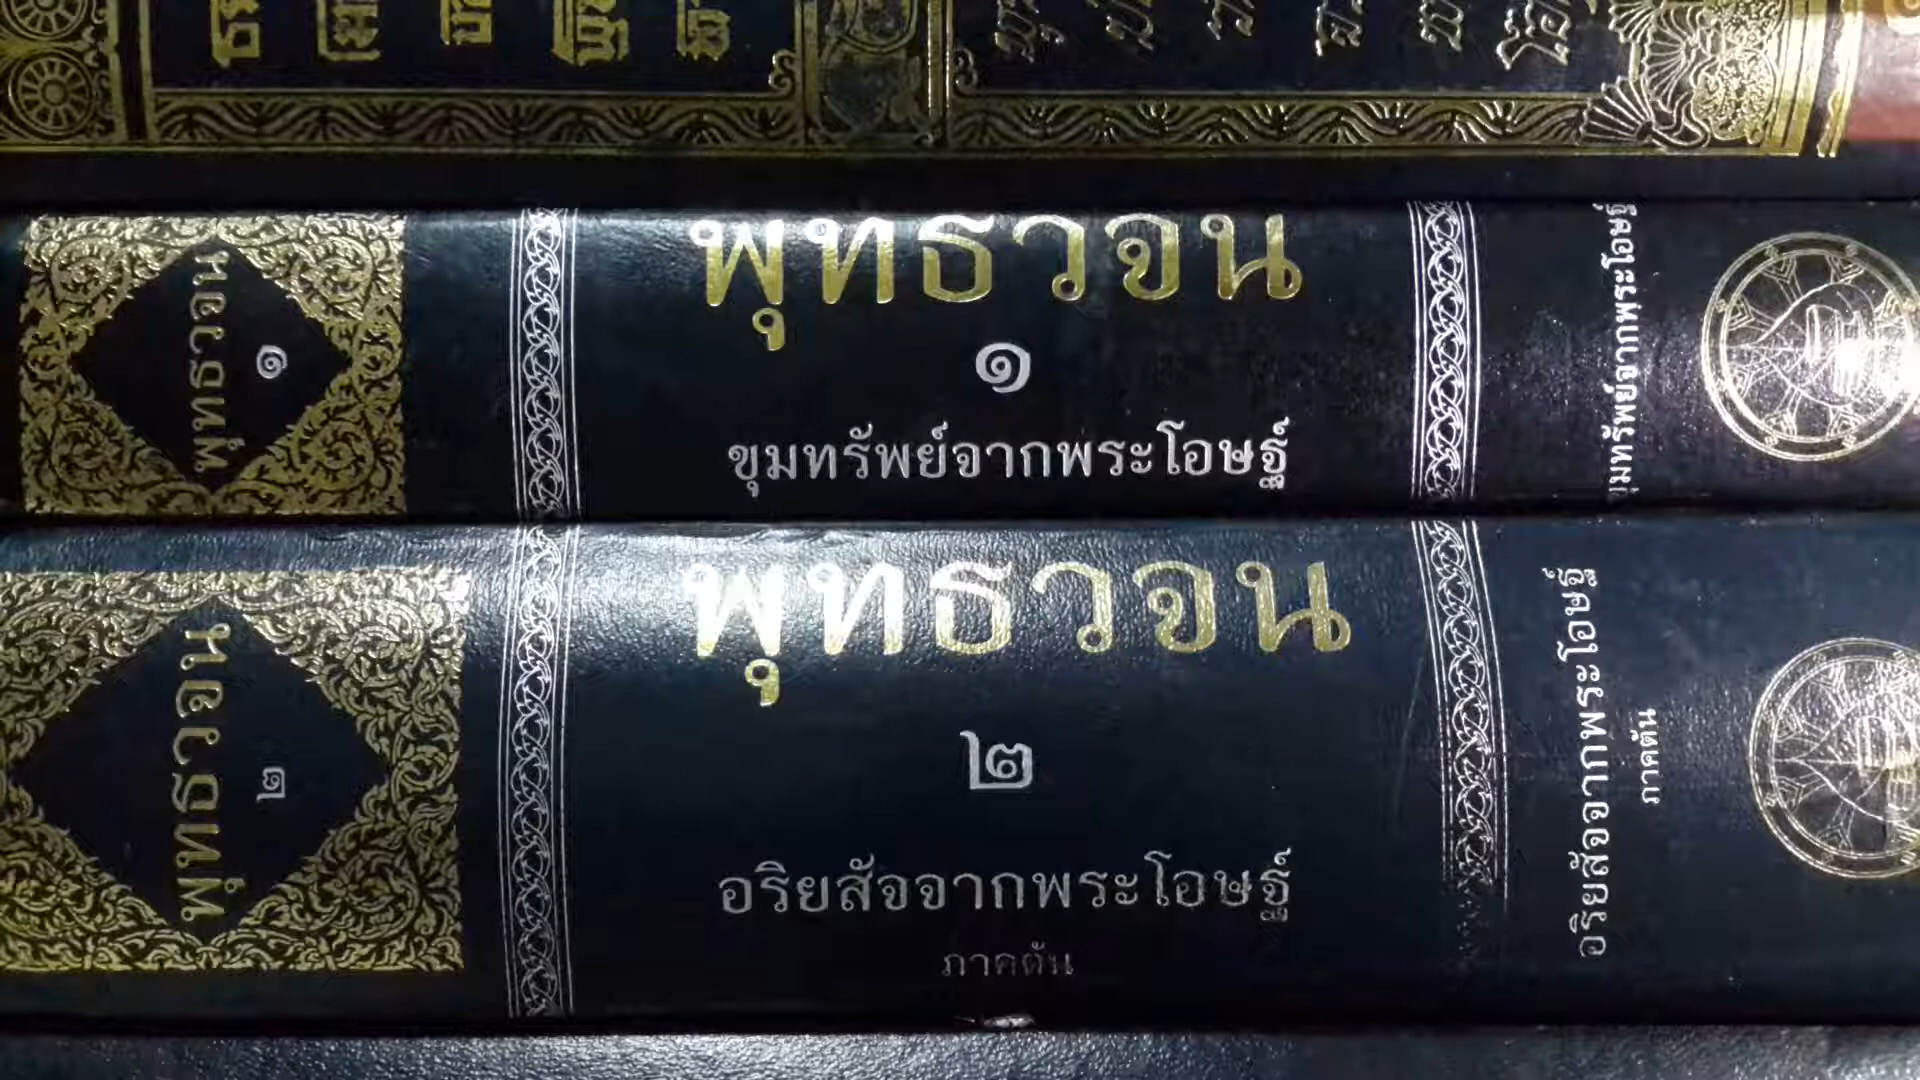 พุทธวจน
๑
พุทธวจน
๑
ขุมทรัพย์จากพระโอษฐ์
ขุมทรัพย์จากพระโอษฐ์
พุทธวจน
๒
พุทธวจน
๒
อริยสัจจากพระโอษฐ์
ภาคต้น
อริยสัจจากพระโอษฐ์
ภาคต้น